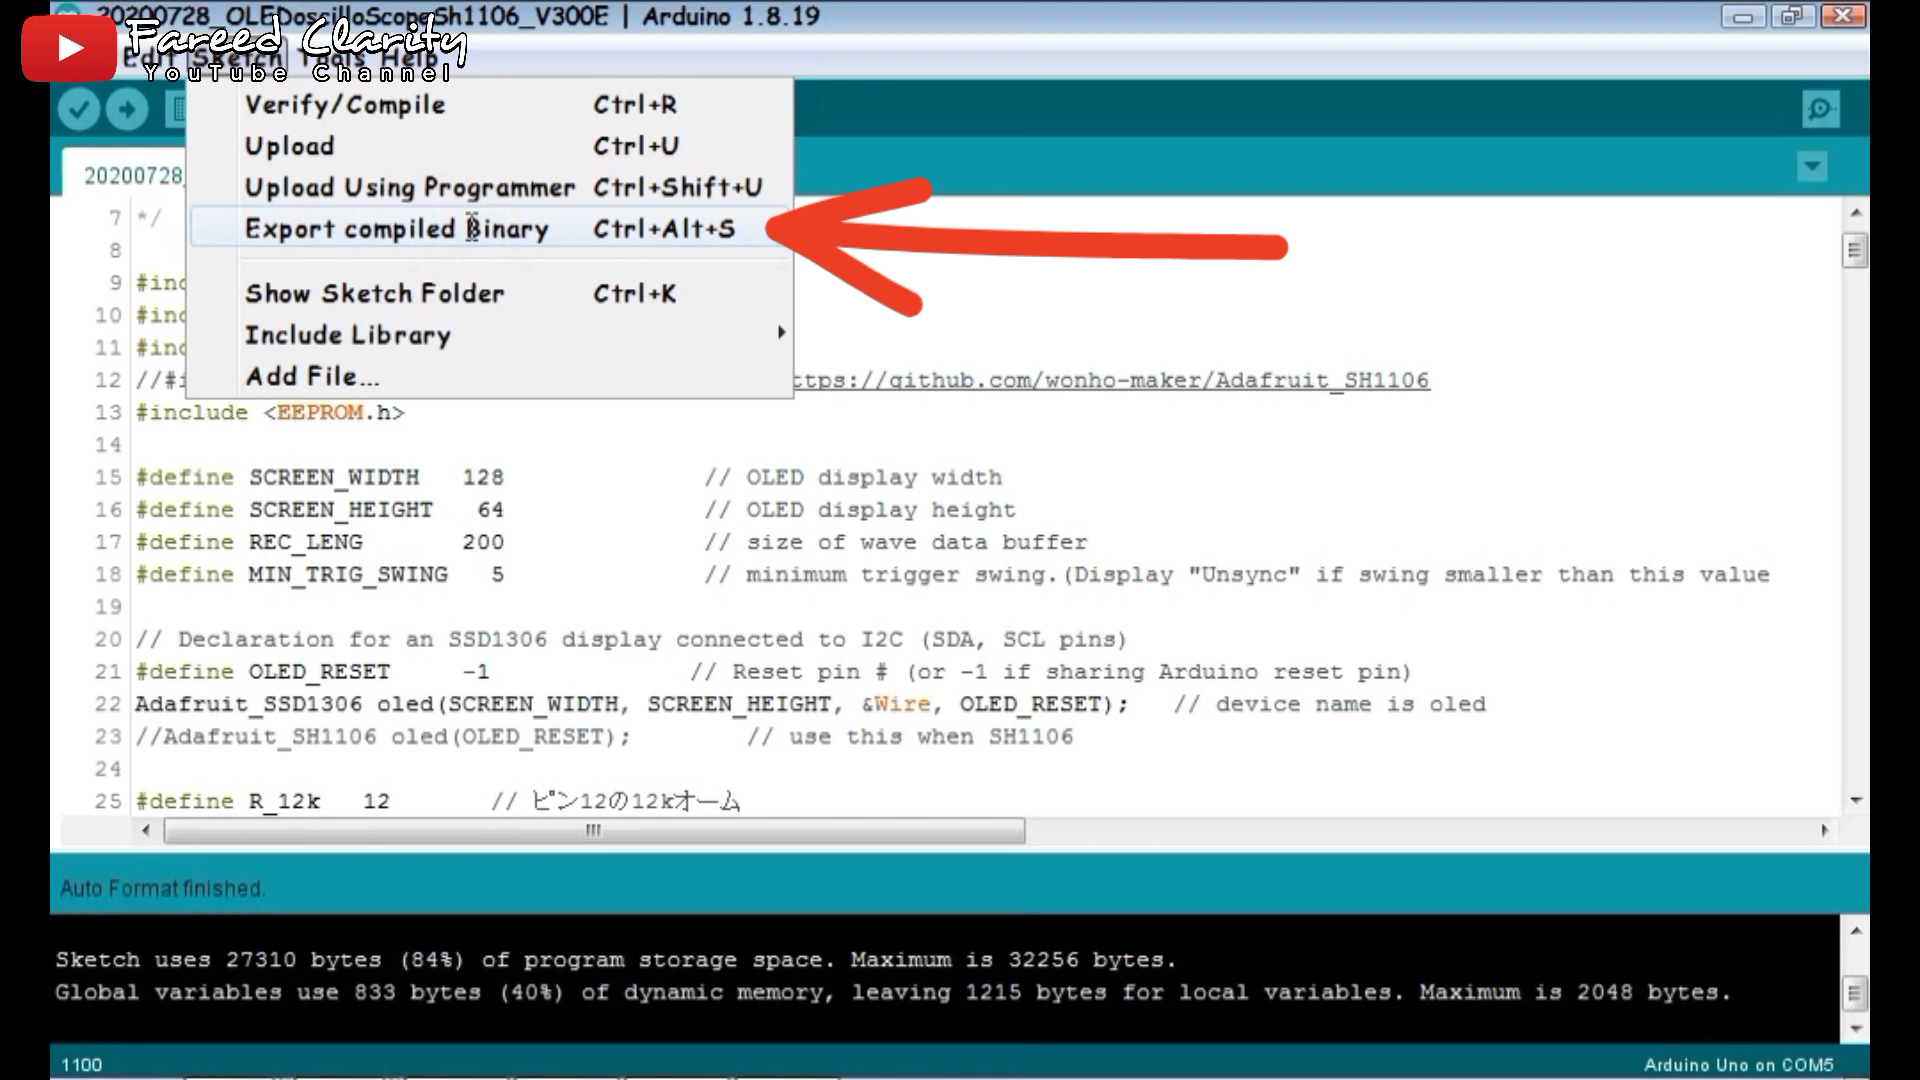 20200728_OLEDoscilloScopeSh1106_V300E | Arduino 1.8.19
Fareed Clarity
YouTube Channel
Edit Sketch Tools Help
Verify/Compile Ctrl+R
Upload Ctrl+U
Upload Using Programmer Ctrl+Shift+U
Export compiled Binary Ctrl+Alt+S
Show Sketch Folder Ctrl+K
Include Library
Add File...
20200728_
7 */
8
9 #inc
10 #inc
11 #inc
12 //#i ttps://github.com/wonho-maker/Adafruit_SH1106
13 #include <EEPROM.h>
14
15 #define SCREEN_WIDTH 128 // OLED display width
16 #define SCREEN_HEIGHT 64 // OLED display height
17 #define REC_LENG 200 // size of wave data buffer
18 #define MIN_TRIG_SWING 5 // minimum trigger swing.(Display "Unsync" if swing smaller than this value
19
20 // Declaration for an SSD1306 display connected to I2C (SDA, SCL pins)
21 #define OLED_RESET -1 // Reset pin # (or -1 if sharing Arduino reset pin)
22 Adafruit_SSD1306 oled(SCREEN_WIDTH, SCREEN_HEIGHT, &Wire, OLED_RESET); // device name is oled
23 //Adafruit_SH1106 oled(OLED_RESET); // use this when SH1106
24
25 #define R_12k 12 // ピン12の12kオーム
Auto Format finished.
Sketch uses 27310 bytes (84%) of program storage space. Maximum is 32256 bytes.
Global variables use 833 bytes (40%) of dynamic memory, leaving 1215 bytes for local variables. Maximum is 2048 bytes.
1100 Arduino Uno on COM5